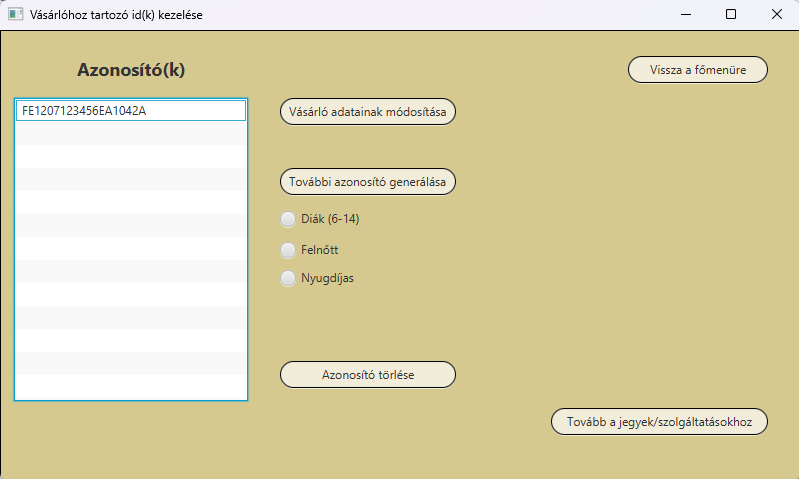 Vásárlóhoz tartozó id(k) kezelése
Azonosító(k)
Vissza a főmenüre
FE1207123456EA1042A
Vásárló adatainak módosítása
További azonosító generálása
Diák (6-14)
Felnőtt
Nyugdíjas
Azonosító törlése
Tovább a jegyek/szolgáltatásokhoz